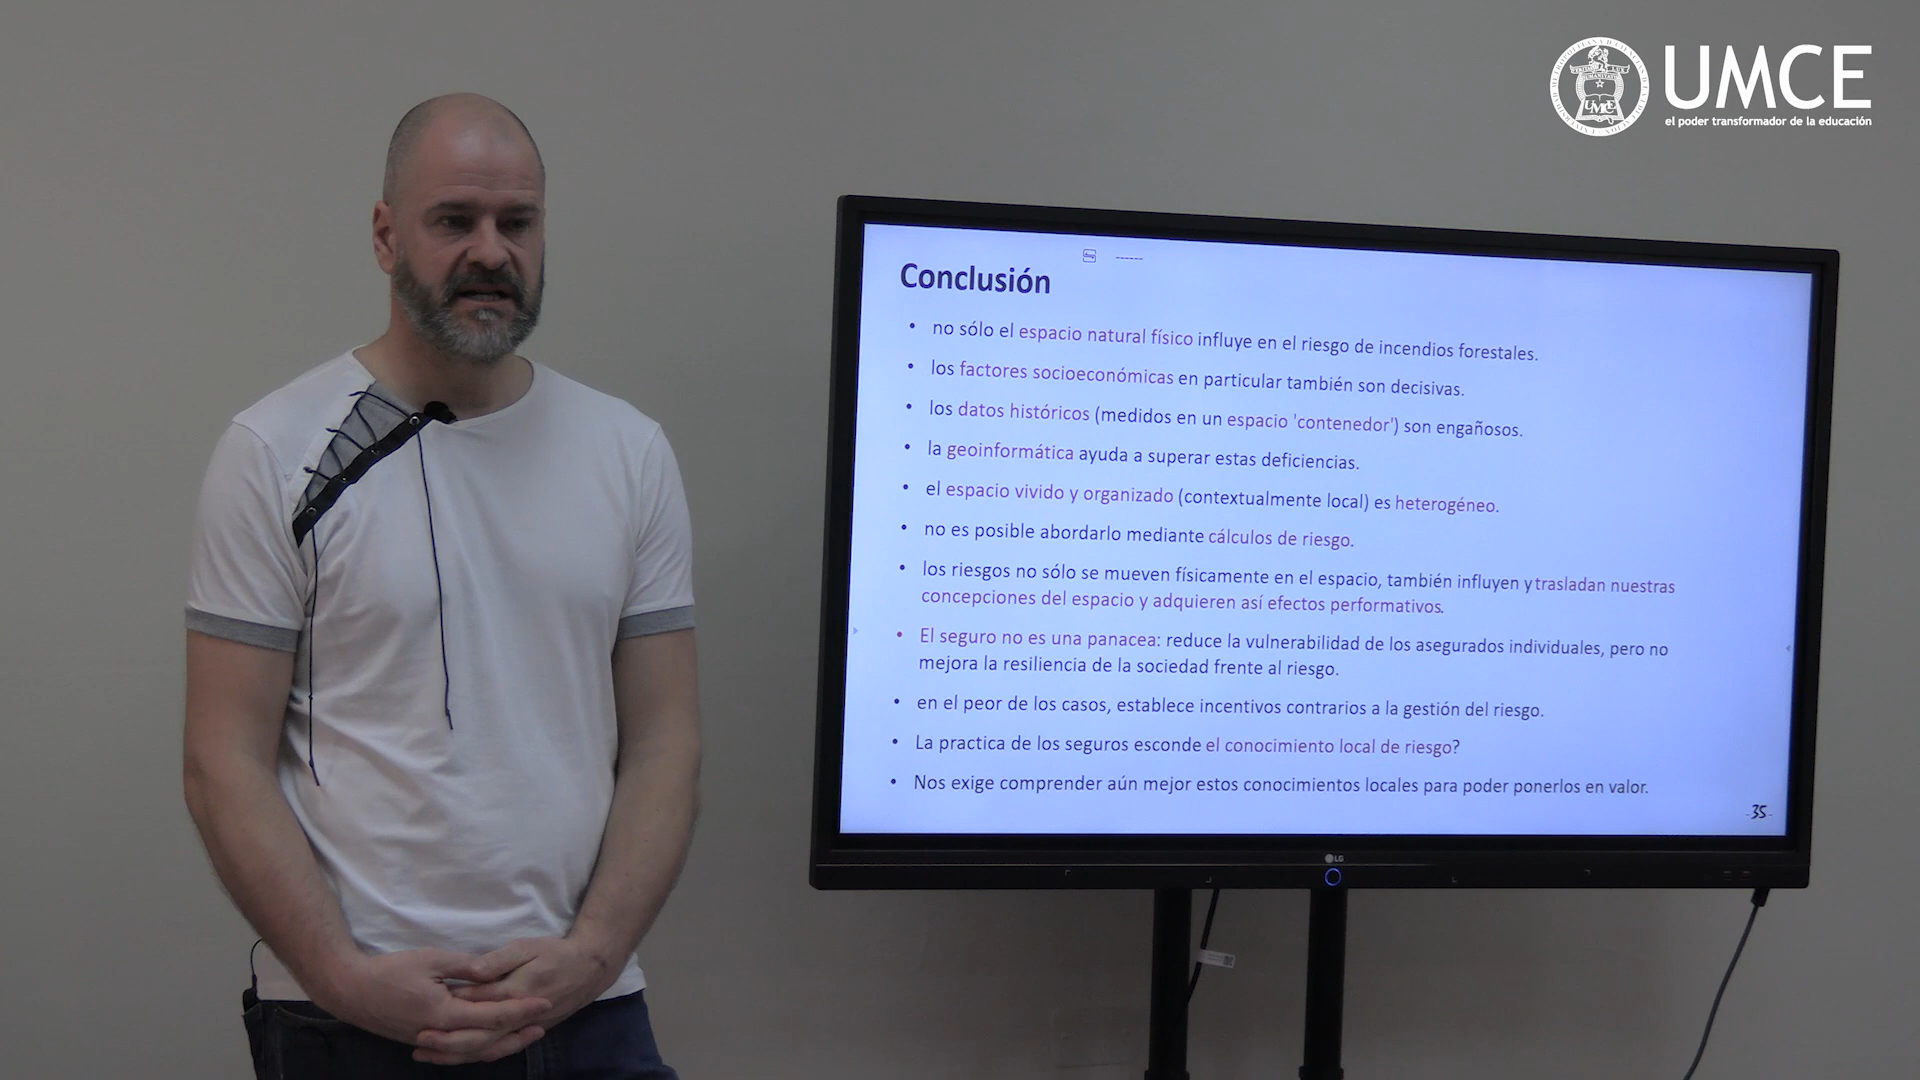 UMCE
el poder transformador de la educación
Conclusión
• no sólo el espacio natural físico influye en el riesgo de incendios forestales.
• los factores socioeconómicas en particular también son decisivas.
• los datos históricos (medidos en un espacio 'contenedor') son engañosos.
• la geoinformática ayuda a superar estas deficiencias.
• el espacio vivido y organizado (contextualmente local) es heterogéneo.
• no es posible abordarlo mediante cálculos de riesgo.
• los riesgos no sólo se mueven físicamente en el espacio, también influyen y trasladan nuestras
concepciones del espacio y adquieren así efectos performativos.
• El seguro no es una panacea: reduce la vulnerabilidad de los asegurados individuales, pero no
mejora la resiliencia de la sociedad frente al riesgo.
• en el peor de los casos, establece incentivos contrarios a la gestión del riesgo.
• La practica de los seguros esconde el conocimiento local de riesgo?
• Nos exige comprender aún mejor estos conocimientos locales para poder ponerlos en valor.
-35-
LG